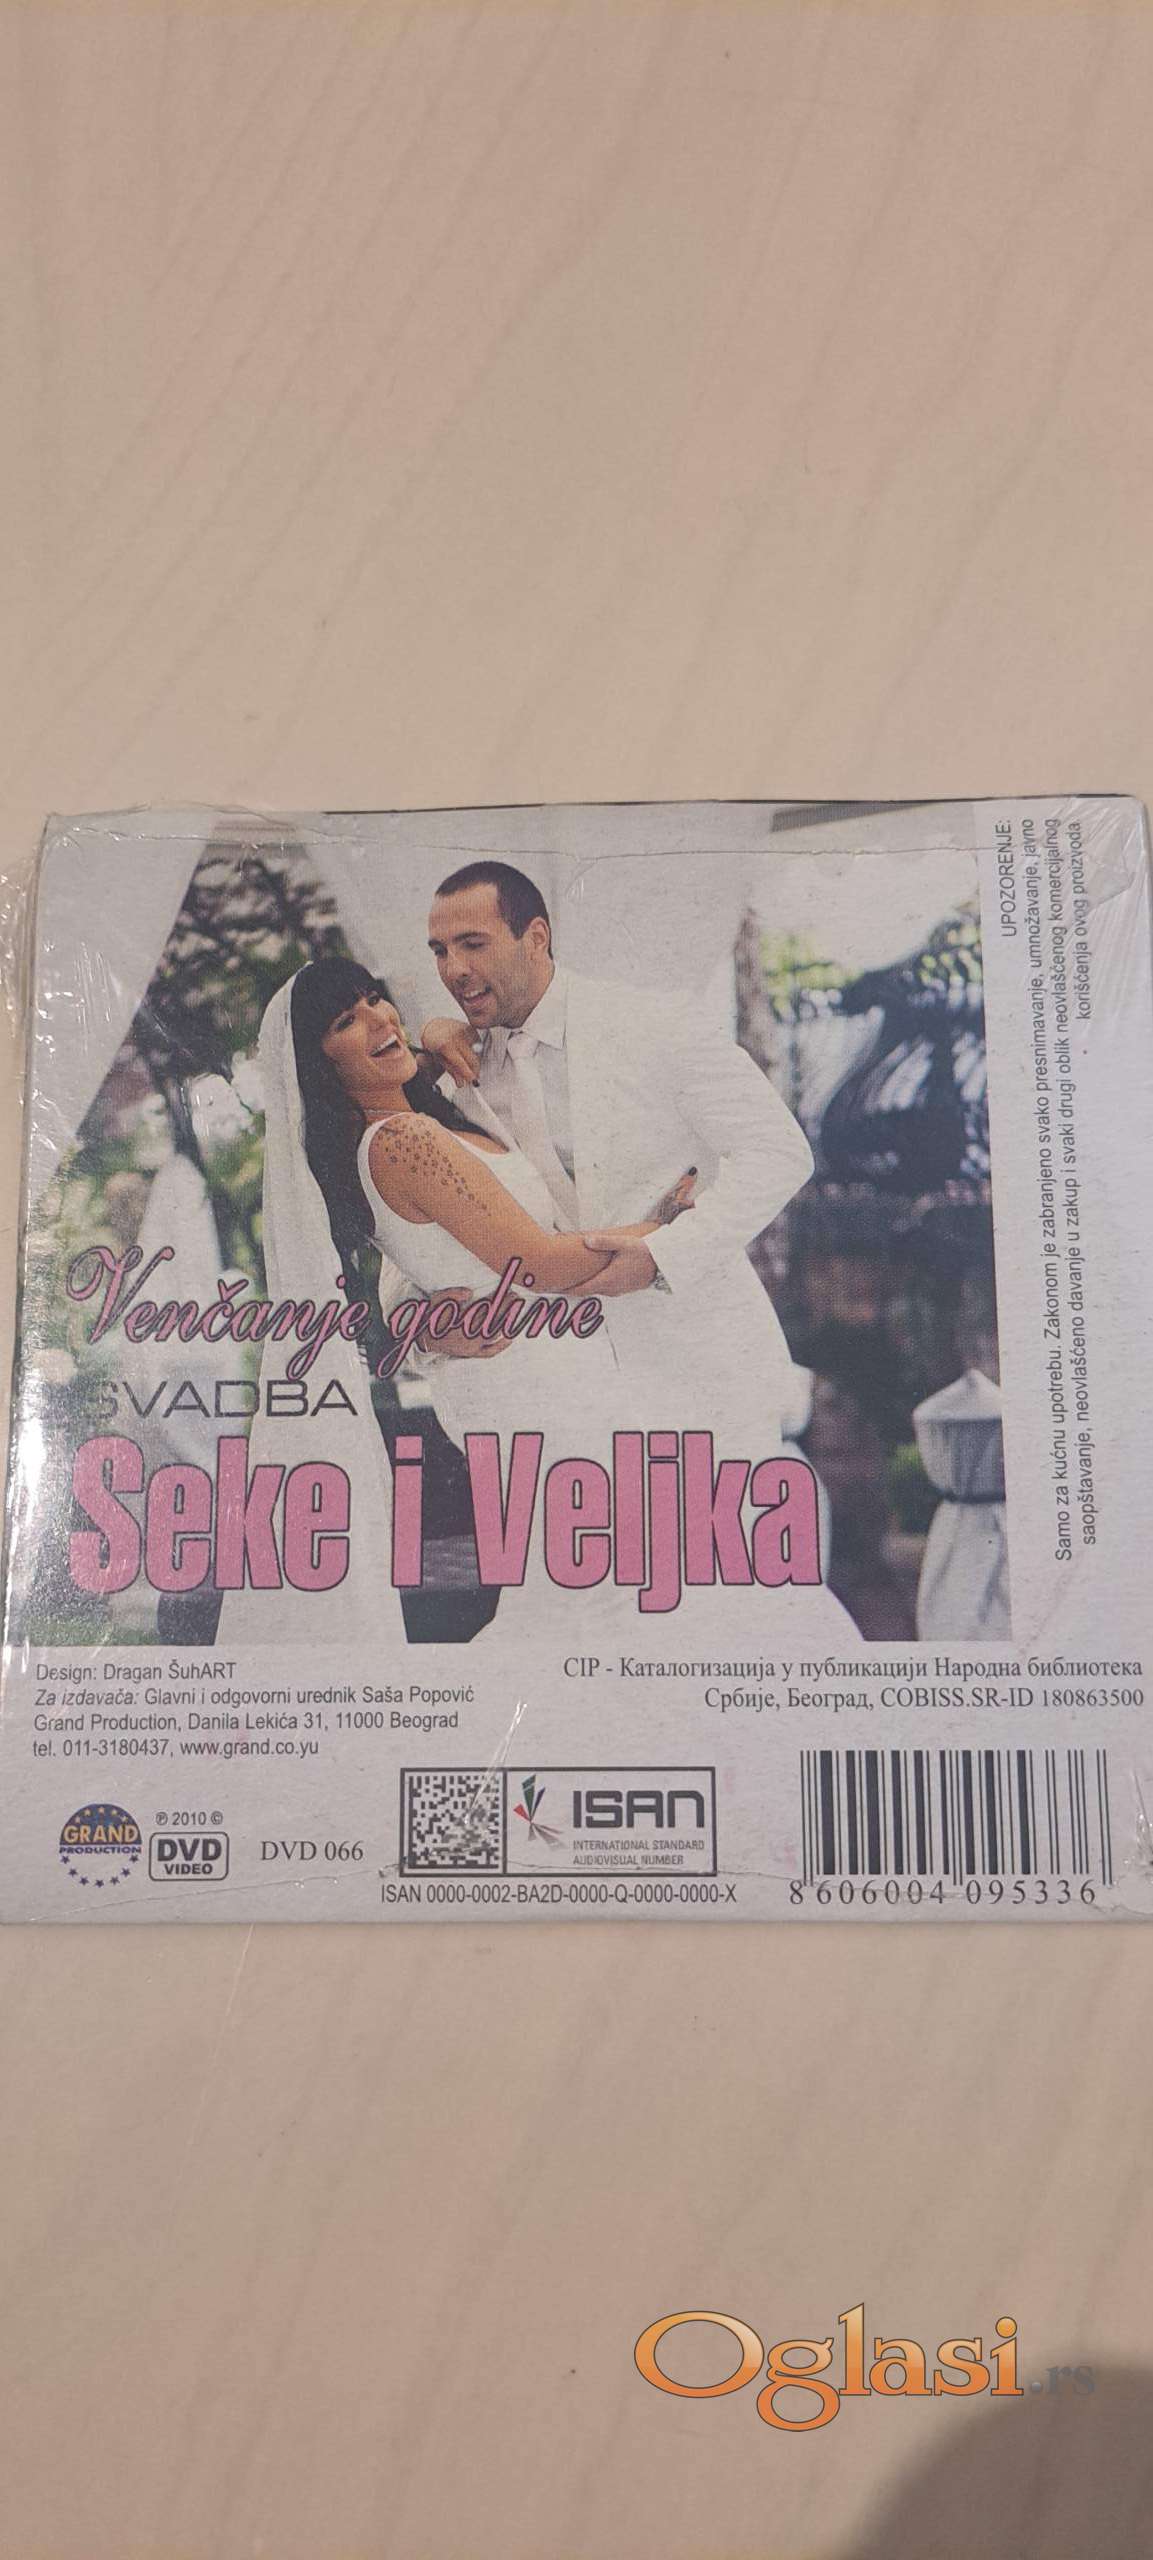 UPOZORENJE:
Samo za kućnu upotrebu. Zakonom je zabranjeno svako presnimavanje, umnožavanje, javno
saopštavanje, neovlašćeno davanje u zakup i svaki drugi oblik neovlašćenog komercijalnog
korišćenja ovog proizvoda.
Venčanje godine
SVADBA
Seke i Veljka
Design: Dragan ŠuhART
Za izdavača: Glavni i odgovorni urednik Saša Popović
Grand Production, Danila Lekića 31, 11000 Beograd
tel. 011-3180437, www.grand.co.yu
CIP - Каталогизација у публикацији Народна библиотека
Србије, Београд, COBISS.SR-ID 180863500
GRAND
PRODUCTION
℗ 2010 ©
DVD
VIDEO
DVD 066
ISAN
INTERNATIONAL STANDARD
AUDIOVISUAL NUMBER
ISAN 0000-0002-BA2D-0000-Q-0000-0000-X
8 606004 095336
Oglasi.rs